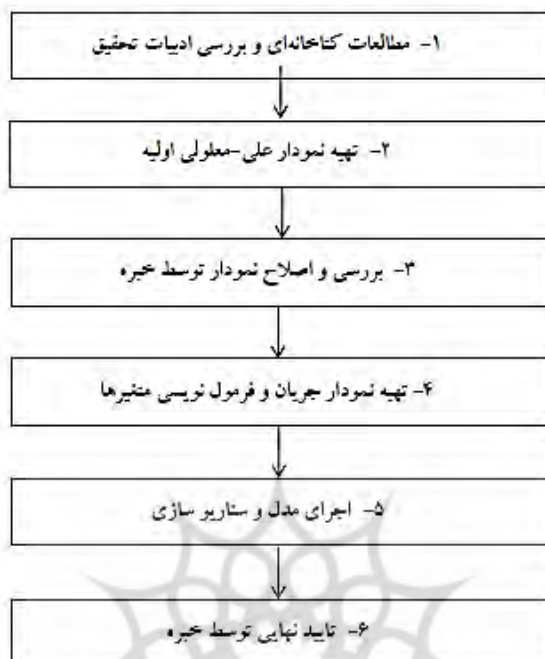 ۱- مطالعات کتابخانه‌ای و بررسی ادبیات تحقیق
۲- تهیه نمودار علی-معلولی اولیه
۳- بررسی و اصلاح نمودار توسط خبره
۴- تهیه نمودار جریان و فرمول نویسی متغیرها
۵- اجرای مدل و سناریو سازی
۶- تایید نهایی توسط خبره